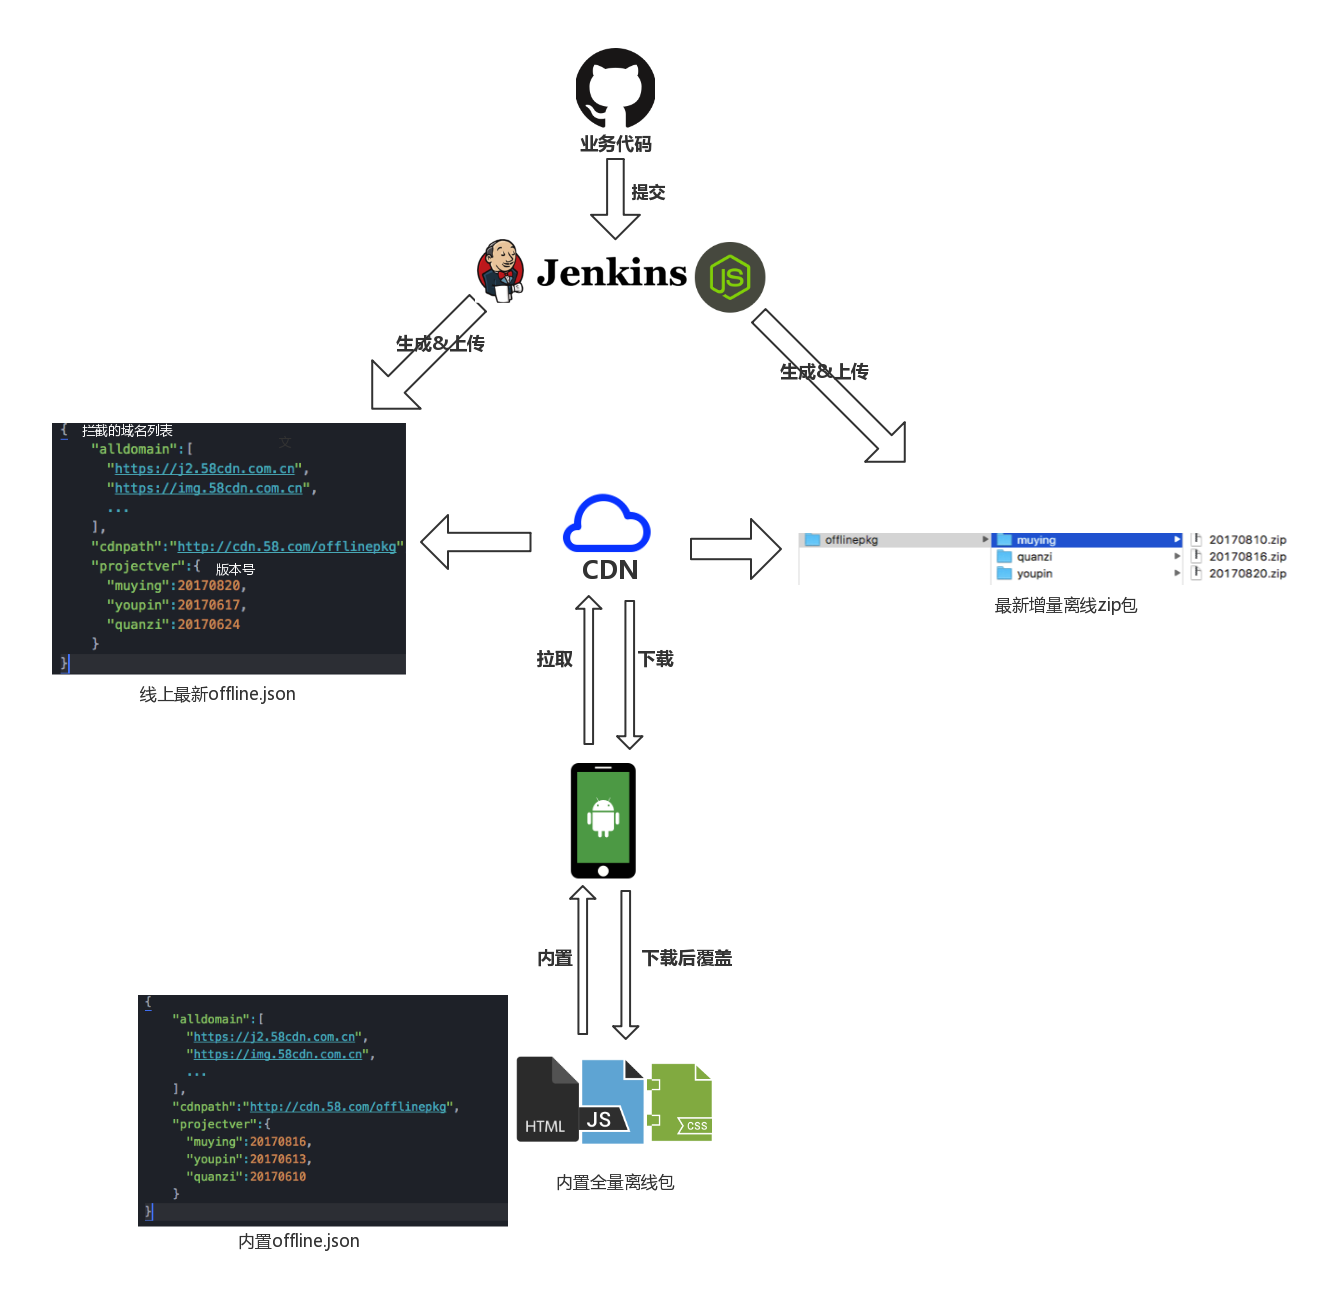 业务代码
提交
Jenkins
JS
生成&上传
生成&上传
{ 拦截的域名列表
文
"alldomain":[
"https://j2.58cdn.com.cn",
"https://img.58cdn.com.cn",
...
],
"cdnpath":"http://cdn.58.com/offlinepkg"
"projectver":{ 版本号
"muying":20170820,
"youpin":20170617,
"quanzi":20170624
}
}
线上最新offline.json
CDN
offlinepkg
muying
quanzi
youpin
20170810.zip
20170816.zip
20170820.zip
最新增量离线zip包
拉取
下载
内置
下载后覆盖
{
"alldomain":[
"https://j2.58cdn.com.cn",
"https://img.58cdn.com.cn",
...
],
"cdnpath":"http://cdn.58.com/offlinepkg",
"projectver":{
"muying":20170816,
"youpin":20170613,
"quanzi":20170610
}
}
内置offline.json
HTML
JS
CSS
内置全量离线包